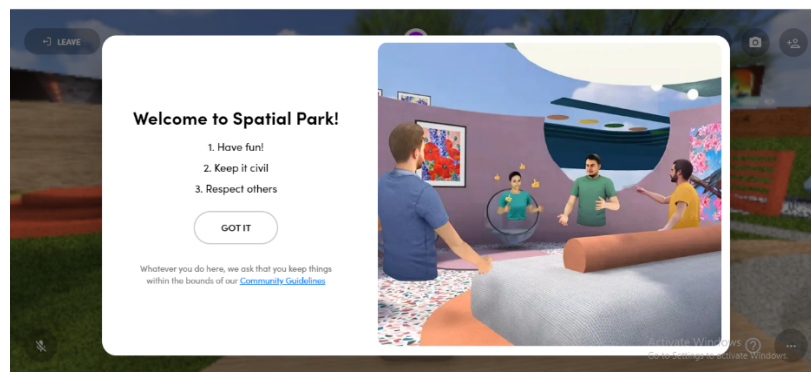 LEAVE
Welcome to Spatial Park!
1. Have fun!
2. Keep it civil
3. Respect others
GOT IT
Whatever you do here, we ask that you keep things
within the bounds of our Community Guidelines
Activate Windows
Go to Settings to activate Windows.